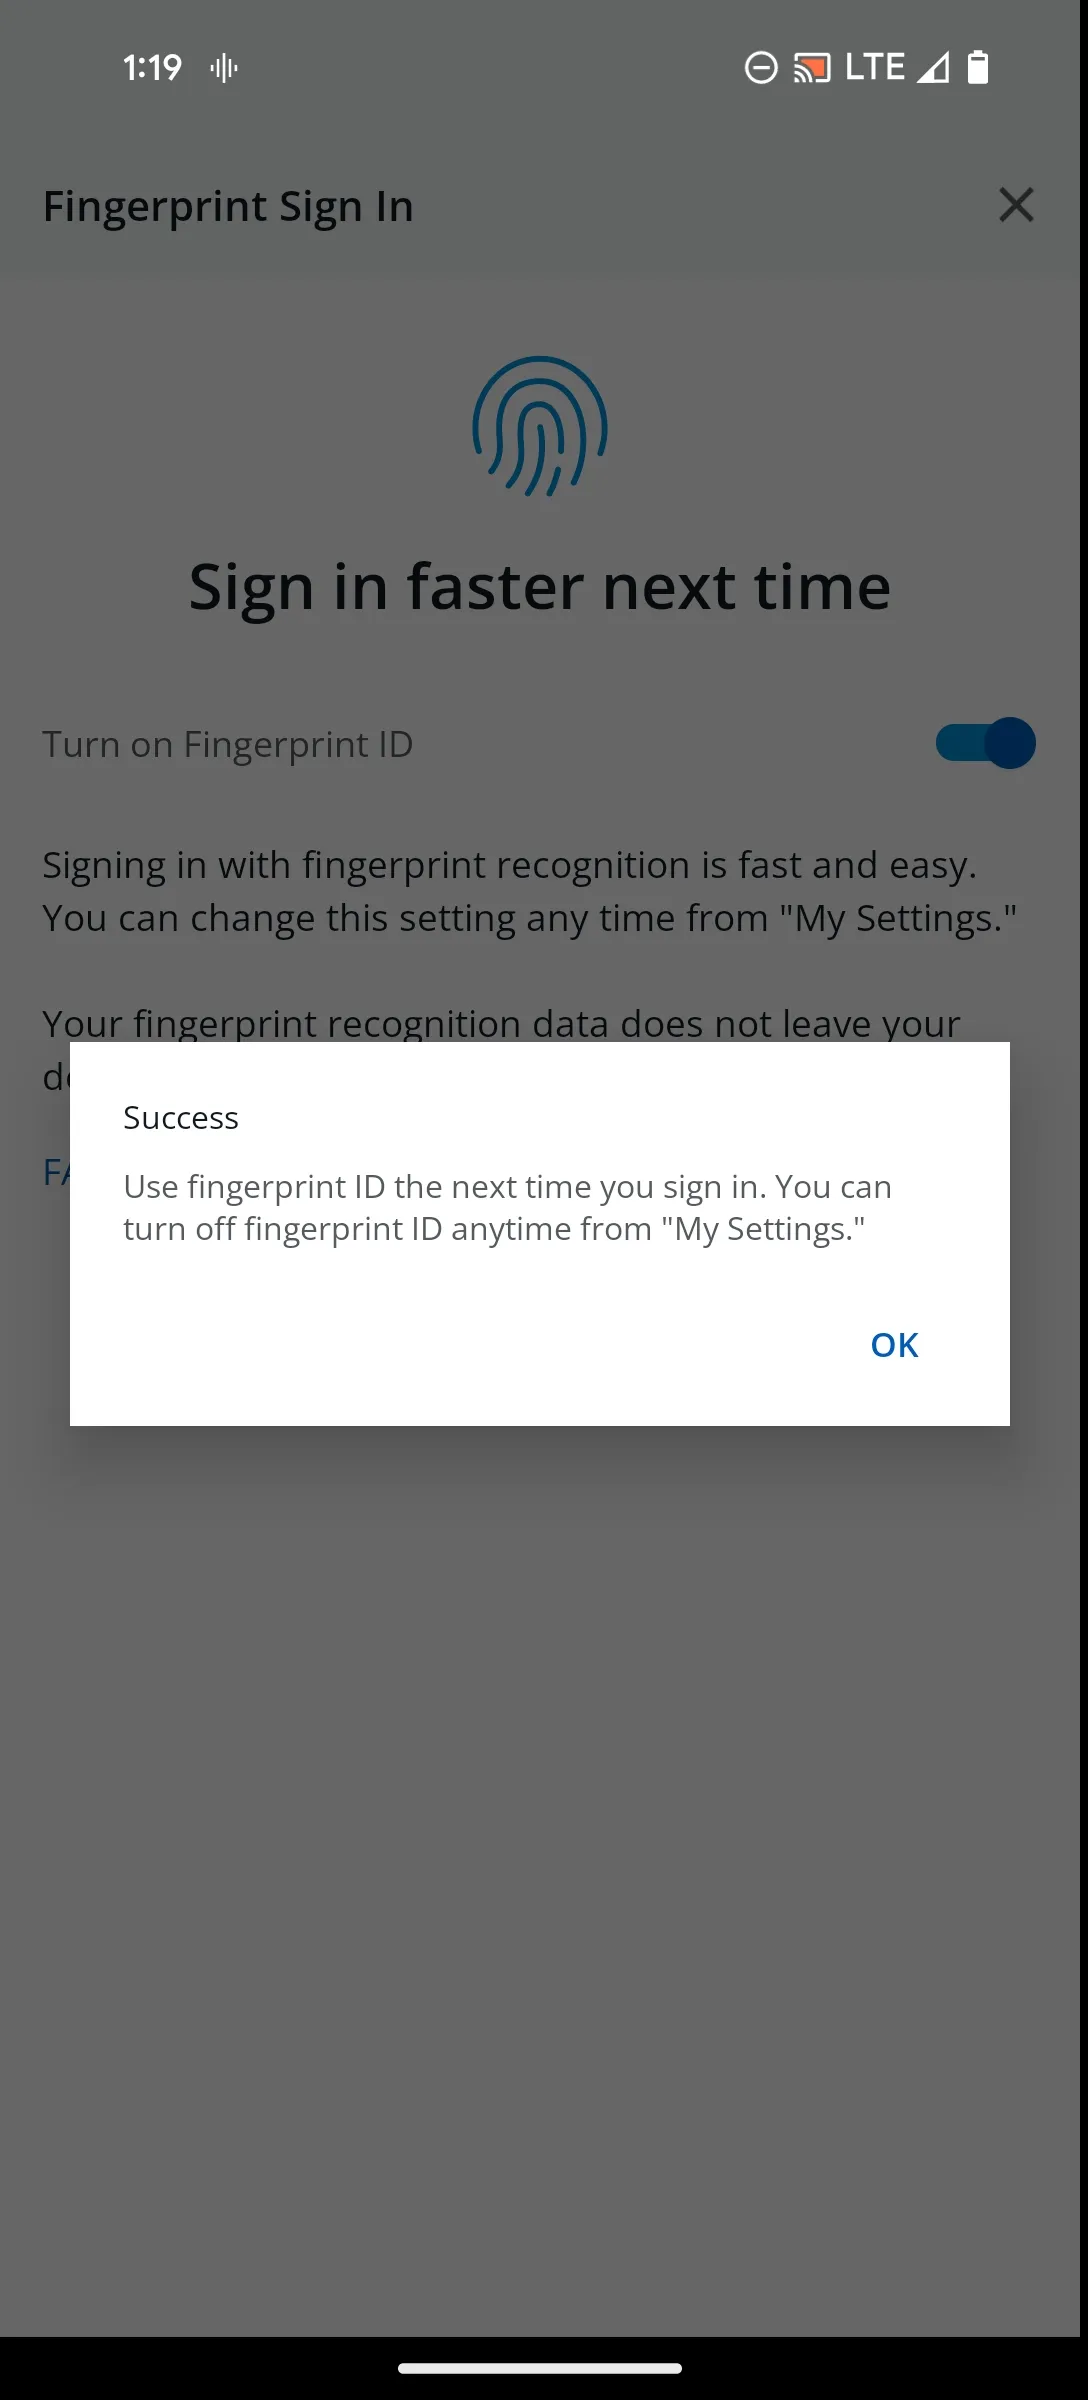 1:19 LTE
Fingerprint Sign In
Sign in faster next time
Turn on Fingerprint ID
Signing in with fingerprint recognition is fast and easy.
You can change this setting any time from "My Settings."
Your fingerprint recognition data does not leave your
Success
Use fingerprint ID the next time you sign in. You can
turn off fingerprint ID anytime from "My Settings."
OK